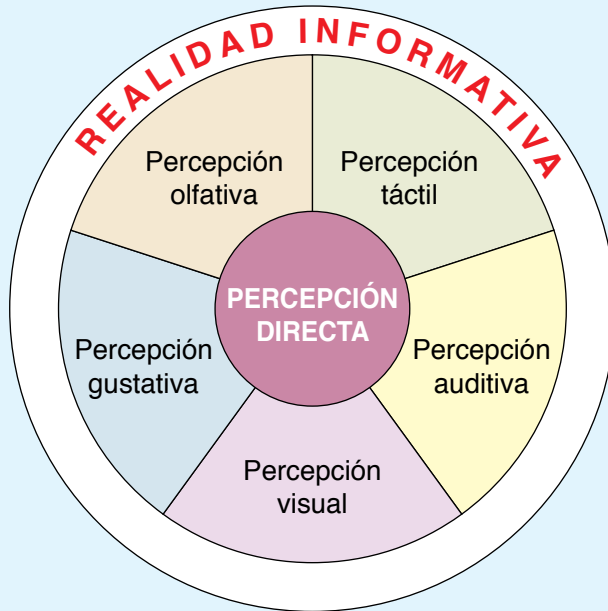 REALIDAD INFORMATIVA
Percepción
olfativa
Percepción
táctil
PERCEPCIÓN
DIRECTA
Percepción
gustativa
Percepción
auditiva
Percepción
visual